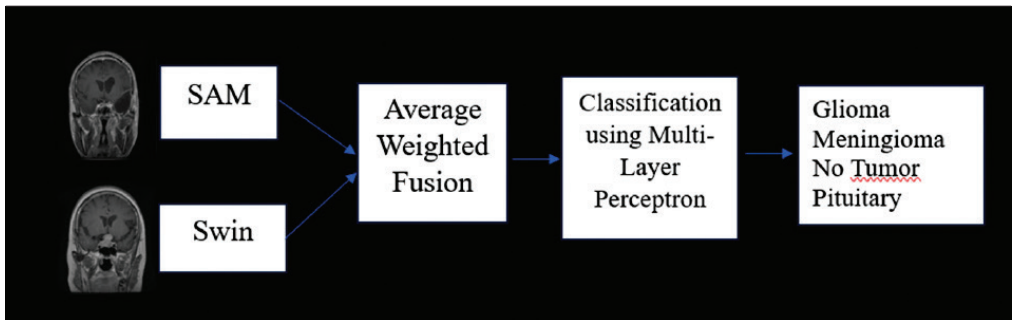 SAM
Swin
Average
Weighted
Fusion
Classification
using Multi-
Layer
Perceptron
Glioma
Meningioma
No Tumor
Pituitary